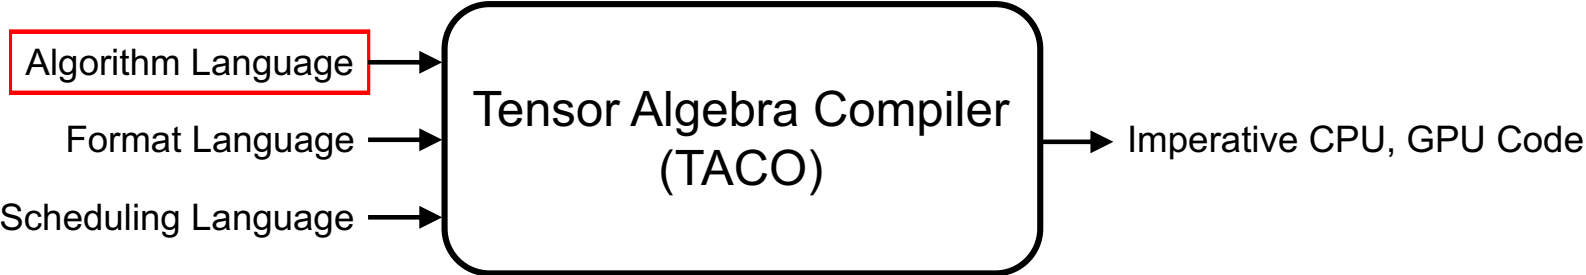 Algorithm Language
Format Language
Scheduling Language
Tensor Algebra Compiler
(TACO)
Imperative CPU, GPU Code